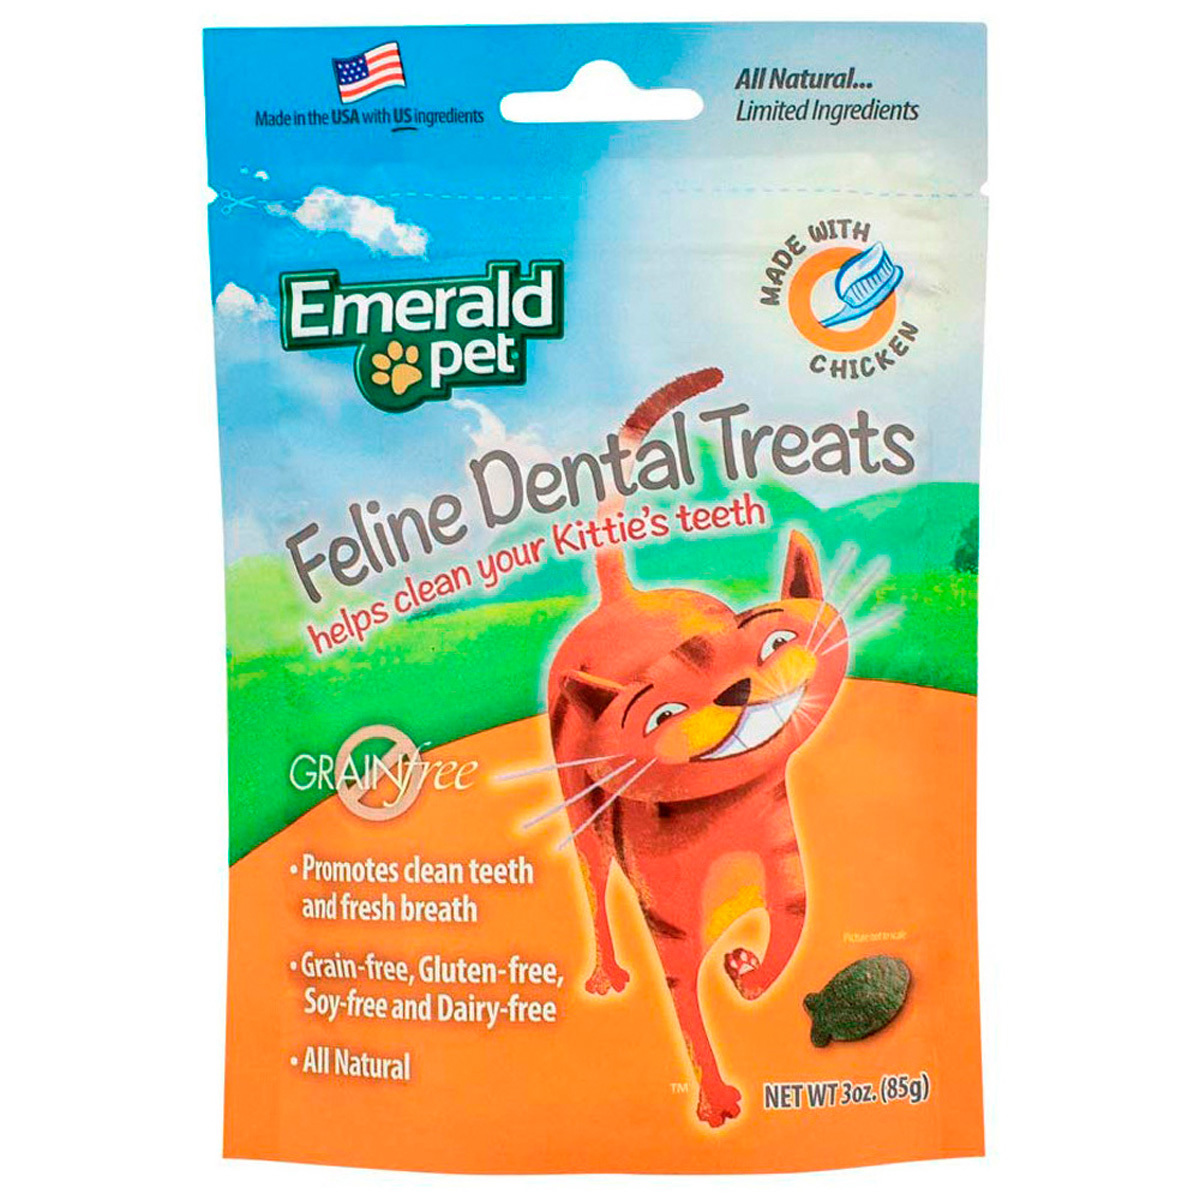 Made in the USA with US ingredients
All Natural...
Limited Ingredients
MADE WITH
CHICKEN
Emerald
pet
Feline Dental Treats
helps clean your Kittie's teeth
GRAINfree
• Promotes clean teeth
and fresh breath
• Grain-free, Gluten-free,
Soy-free and Dairy-free
• All Natural
TM
NET WT 3oz. (85g)